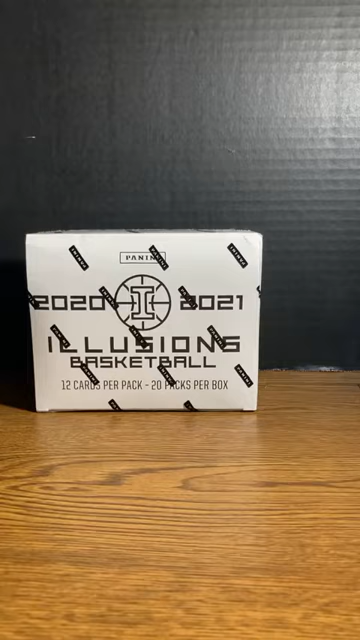 PANINI
2020 I 2021
ILLUSIONS
BASKETBALL
12 CARDS PER PACK - 20 PACKS PER BOX